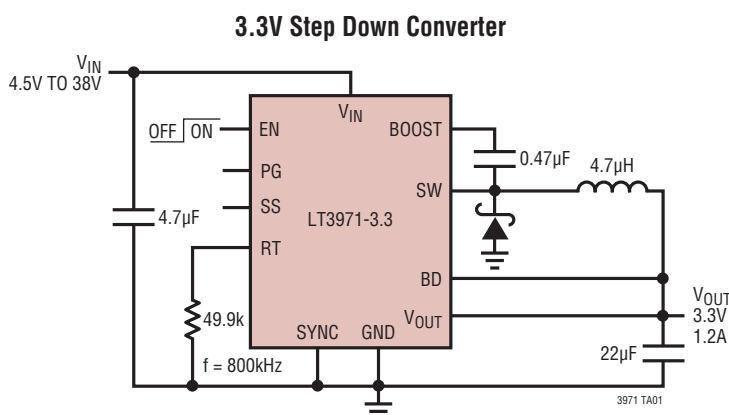 3.3V Step Down Converter
VIN
4.5V TO 38V
OFF ON
EN
VIN
BOOST
0.47µF
4.7µH
PG
SW
SS
4.7µF
LT3971-3.3
RT
BD
VOUT
49.9k
VOUT
3.3V
1.2A
SYNC GND
22µF
f = 800kHz
3971 TA01